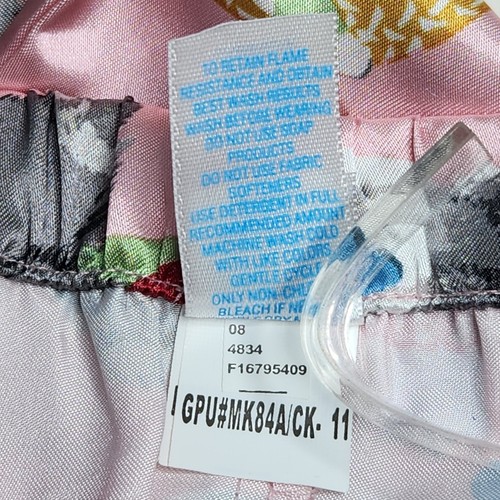 TO RETAIN FLAME
RESISTANCE AND OBTAIN
BEST WASH RESULTS
WASH BEFORE WEARING
DO NOT USE SOAP
PRODUCTS
DO NOT USE FABRIC
SOFTENERS
USE DETERGENT IN FULL
RECOMMENDED AMOUNT
MACHINE WASH COLD
WITH LIKE COLORS
GENTLE CYCLE
ONLY NON-CH
BLEACH IF NE
08
4834
F16795409
GPU#MK84A/CK- 11